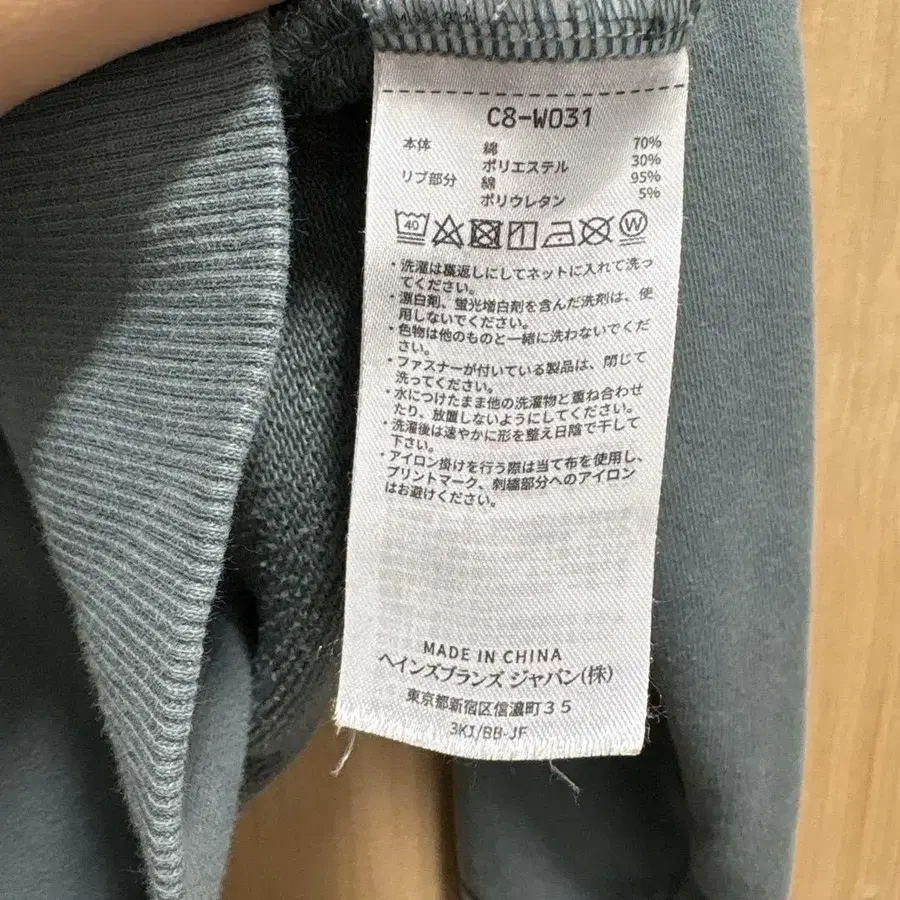 C8-W031
本体 綿 70%
ポリエステル 30%
リブ部分 綿 95%
ポリウレタン 5%
40 W
・洗濯は裏返しにしてネットに入れて洗っ
てください。
・漂白剤、蛍光増白剤を含んだ洗剤は、使
用しないでください。
・色物は他のものと一緒に洗わないでくだ
さい。
・ファスナーが付いている製品は、閉じて
洗ってください。
・水につけたまま他の洗濯物と重ね合わせ
たり、放置しないようにしてください。
・洗濯後は速やかに形を整え日陰で干して
下さい。
・アイロン掛けを行う際は当て布を使用し、
プリントマーク、刺繍部分へのアイロン
はお避けください。
MADE IN CHINA
ヘインズブランズ ジャパン(株)
東京都新宿区信濃町35
3KI/BB-JF